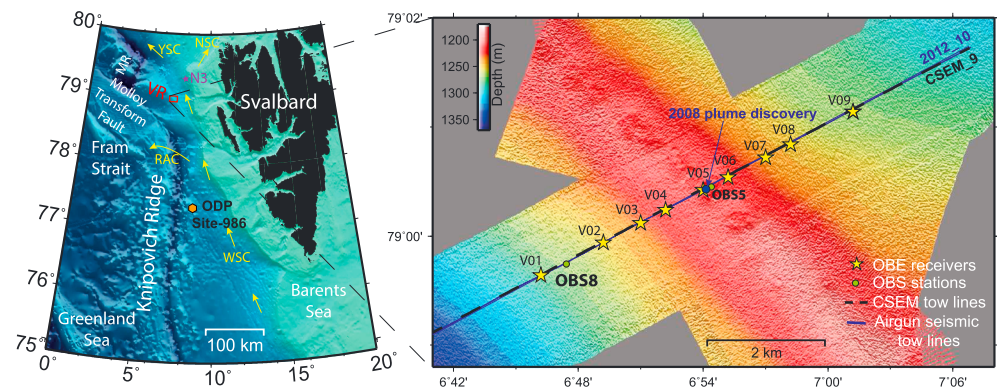 80°
79°
78°
77°
76°
75°
0°
5°
10°
15°
20°
YSC
NSC
MR
N3
VR
Molloy
Transform
Fault
Svalbard
Fram
Strait
RAC
Knipovich Ridge
ODP
Site-986
WSC
Barents
Sea
Greenland
Sea
100 km
79°02'
79°00'
1200
1250
1300
1350
Depth (m)
2012_10
CSEM_9
V09
2008 plume discovery
V08
V07
V06
V05
OBS5
V04
V03
V02
V01
OBS8
OBE receivers
OBS stations
CSEM tow lines
Airgun seismic
tow lines
2 km
6°42'
6°48'
6°54'
7°00'
7°06'